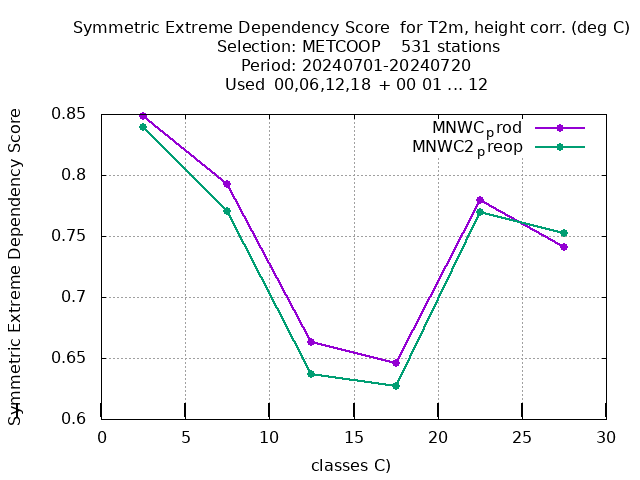 Symmetric Extreme Dependency Score  for T2m, height corr. (deg C)
Selection: METCOOP    531 stations
Period: 20240701-20240720
Used  00,06,12,18 + 00 01 ... 12
Symmetric Extreme Dependency Score
MNWCprod
MNWC2preop
0.85
0.8
0.75
0.7
0.65
0.6
0 5 10 15 20 25 30
classes C)